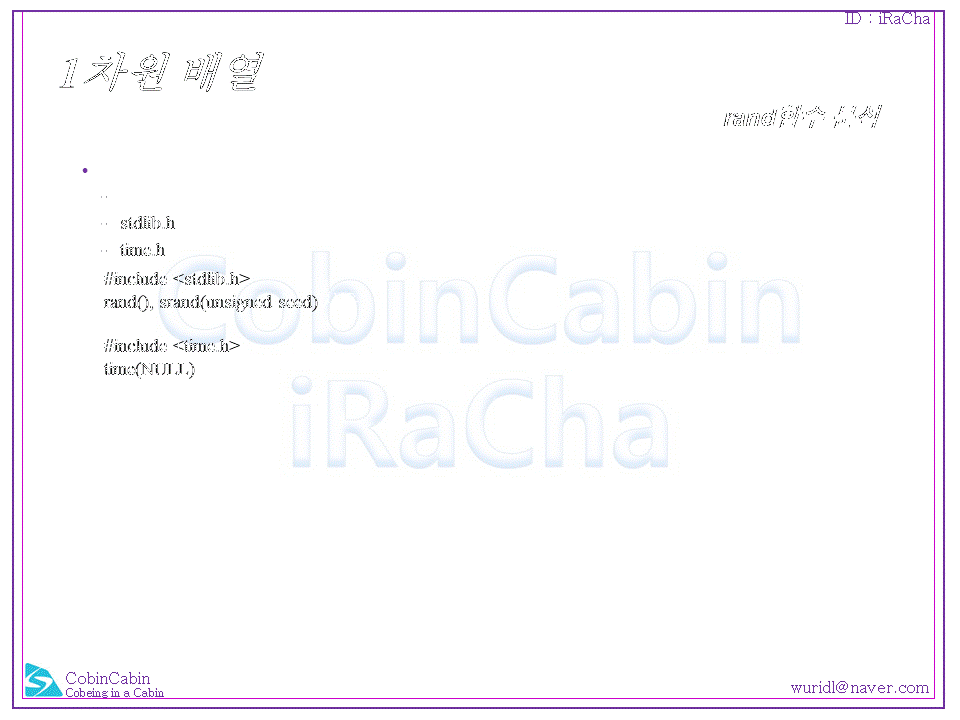 ID : iRaCha
1차원 배열
rand함수 분석
stdlib.h
time.h
#include <stdlib.h>
rand(), srand(unsigned seed)
#include <time.h>
time(NULL)
CobinCabin
iRaCha
CobinCabin
Cobeing in a Cabin
wuridl@naver.com